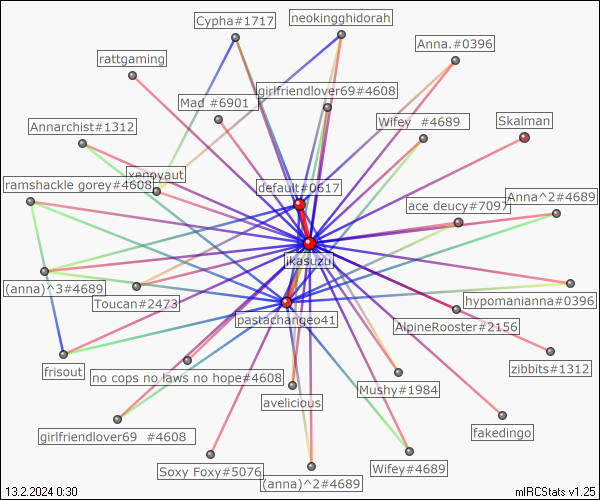 neokingghidorah
Cypha#1717
Anna.#0396
rattgaming
girlfriendlover69#4608
Mad #6901
Skalman
Wifey  #4689
Annarchist#1312
xenoyaut
ramshackle gorey#4608
default#0617
Anna^2#4689
ace deucy#7097
ikasuzu
(anna)^3#4689
Toucan#2473
hypomanianna#0396
pastachangeo41
AlpineRooster#2156
frisout
zibbits#1312
no cops no laws no hope#4608
Mushy#1984
avelicious
fakedingo
girlfriendlover69  #4608
Soxy Foxy#5076
Wifey#4689
(anna)^2#4689
13.2.2024 0:30
mIRCStats v1.25